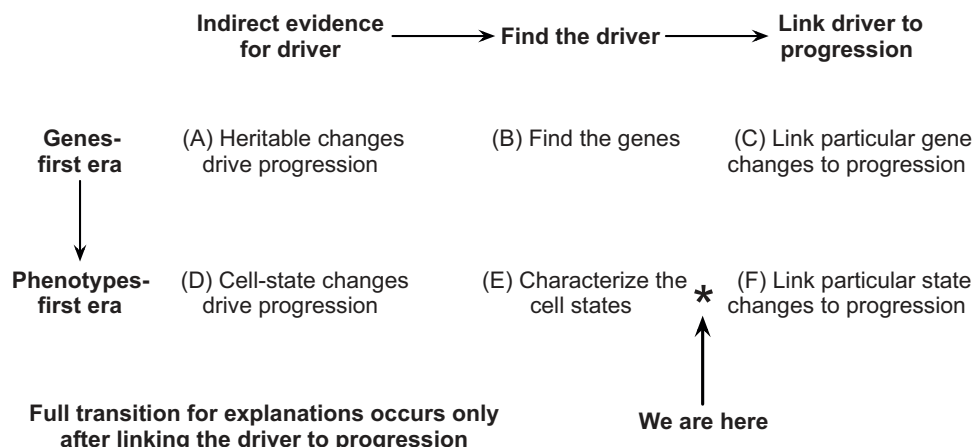 Indirect evidence
for driver
Find the driver
Link driver to
progression
Genes-
first era
(A) Heritable changes
drive progression
(B) Find the genes
(C) Link particular gene
changes to progression
Phenotypes-
first era
(D) Cell-state changes
drive progression
(E) Characterize the
cell states
*
(F) Link particular state
changes to progression
Full transition for explanations occurs only
after linking the driver to progression
We are here